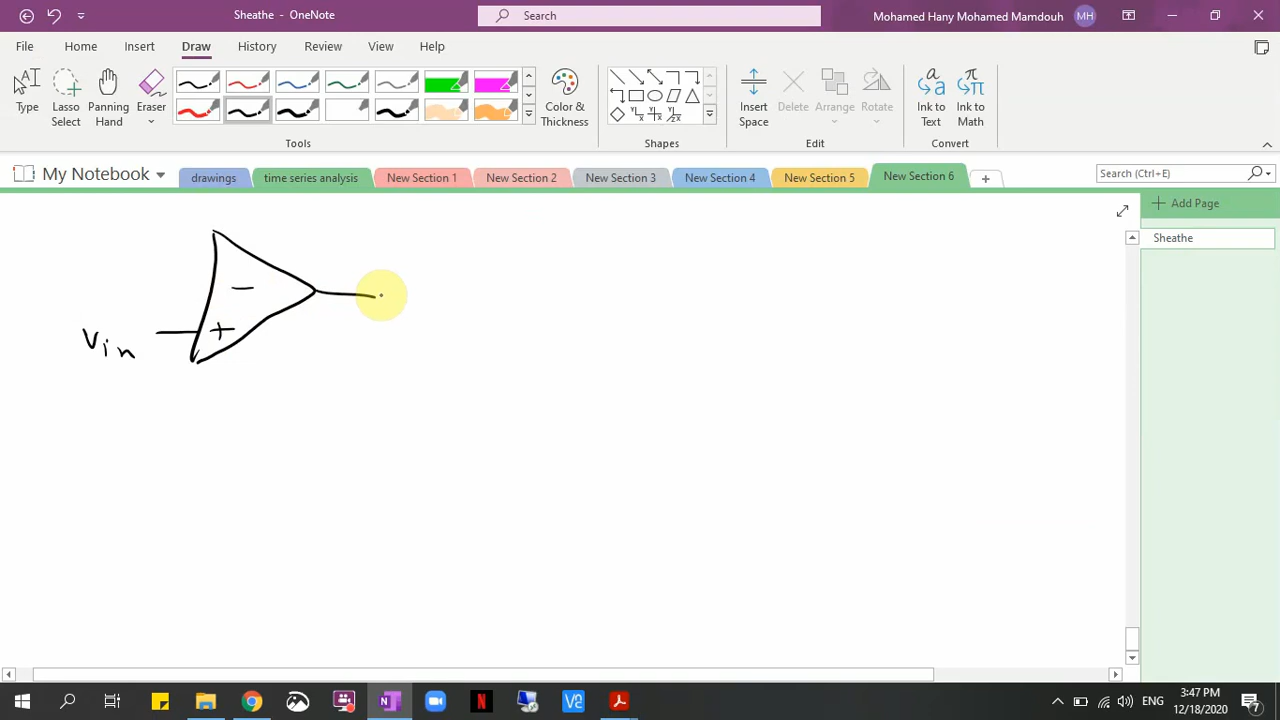 Sheathe - OneNote
Search
Mohamed Hany Mohamed Mamdouh
MH
File Home Insert Draw History Review View Help
Type
Lasso Select
Panning Hand
Eraser
Color & Thickness
Insert Space
Delete
Arrange
Rotate
Ink to Text
Ink to Math
Tools
Shapes
Edit
Convert
My Notebook
drawings
time series analysis
New Section 1
New Section 2
New Section 3
New Section 4
New Section 5
New Section 6
+
Search (Ctrl+E)
Add Page
Sheathe
-
+
Vin
ENG
3:47 PM
12/18/2020
7